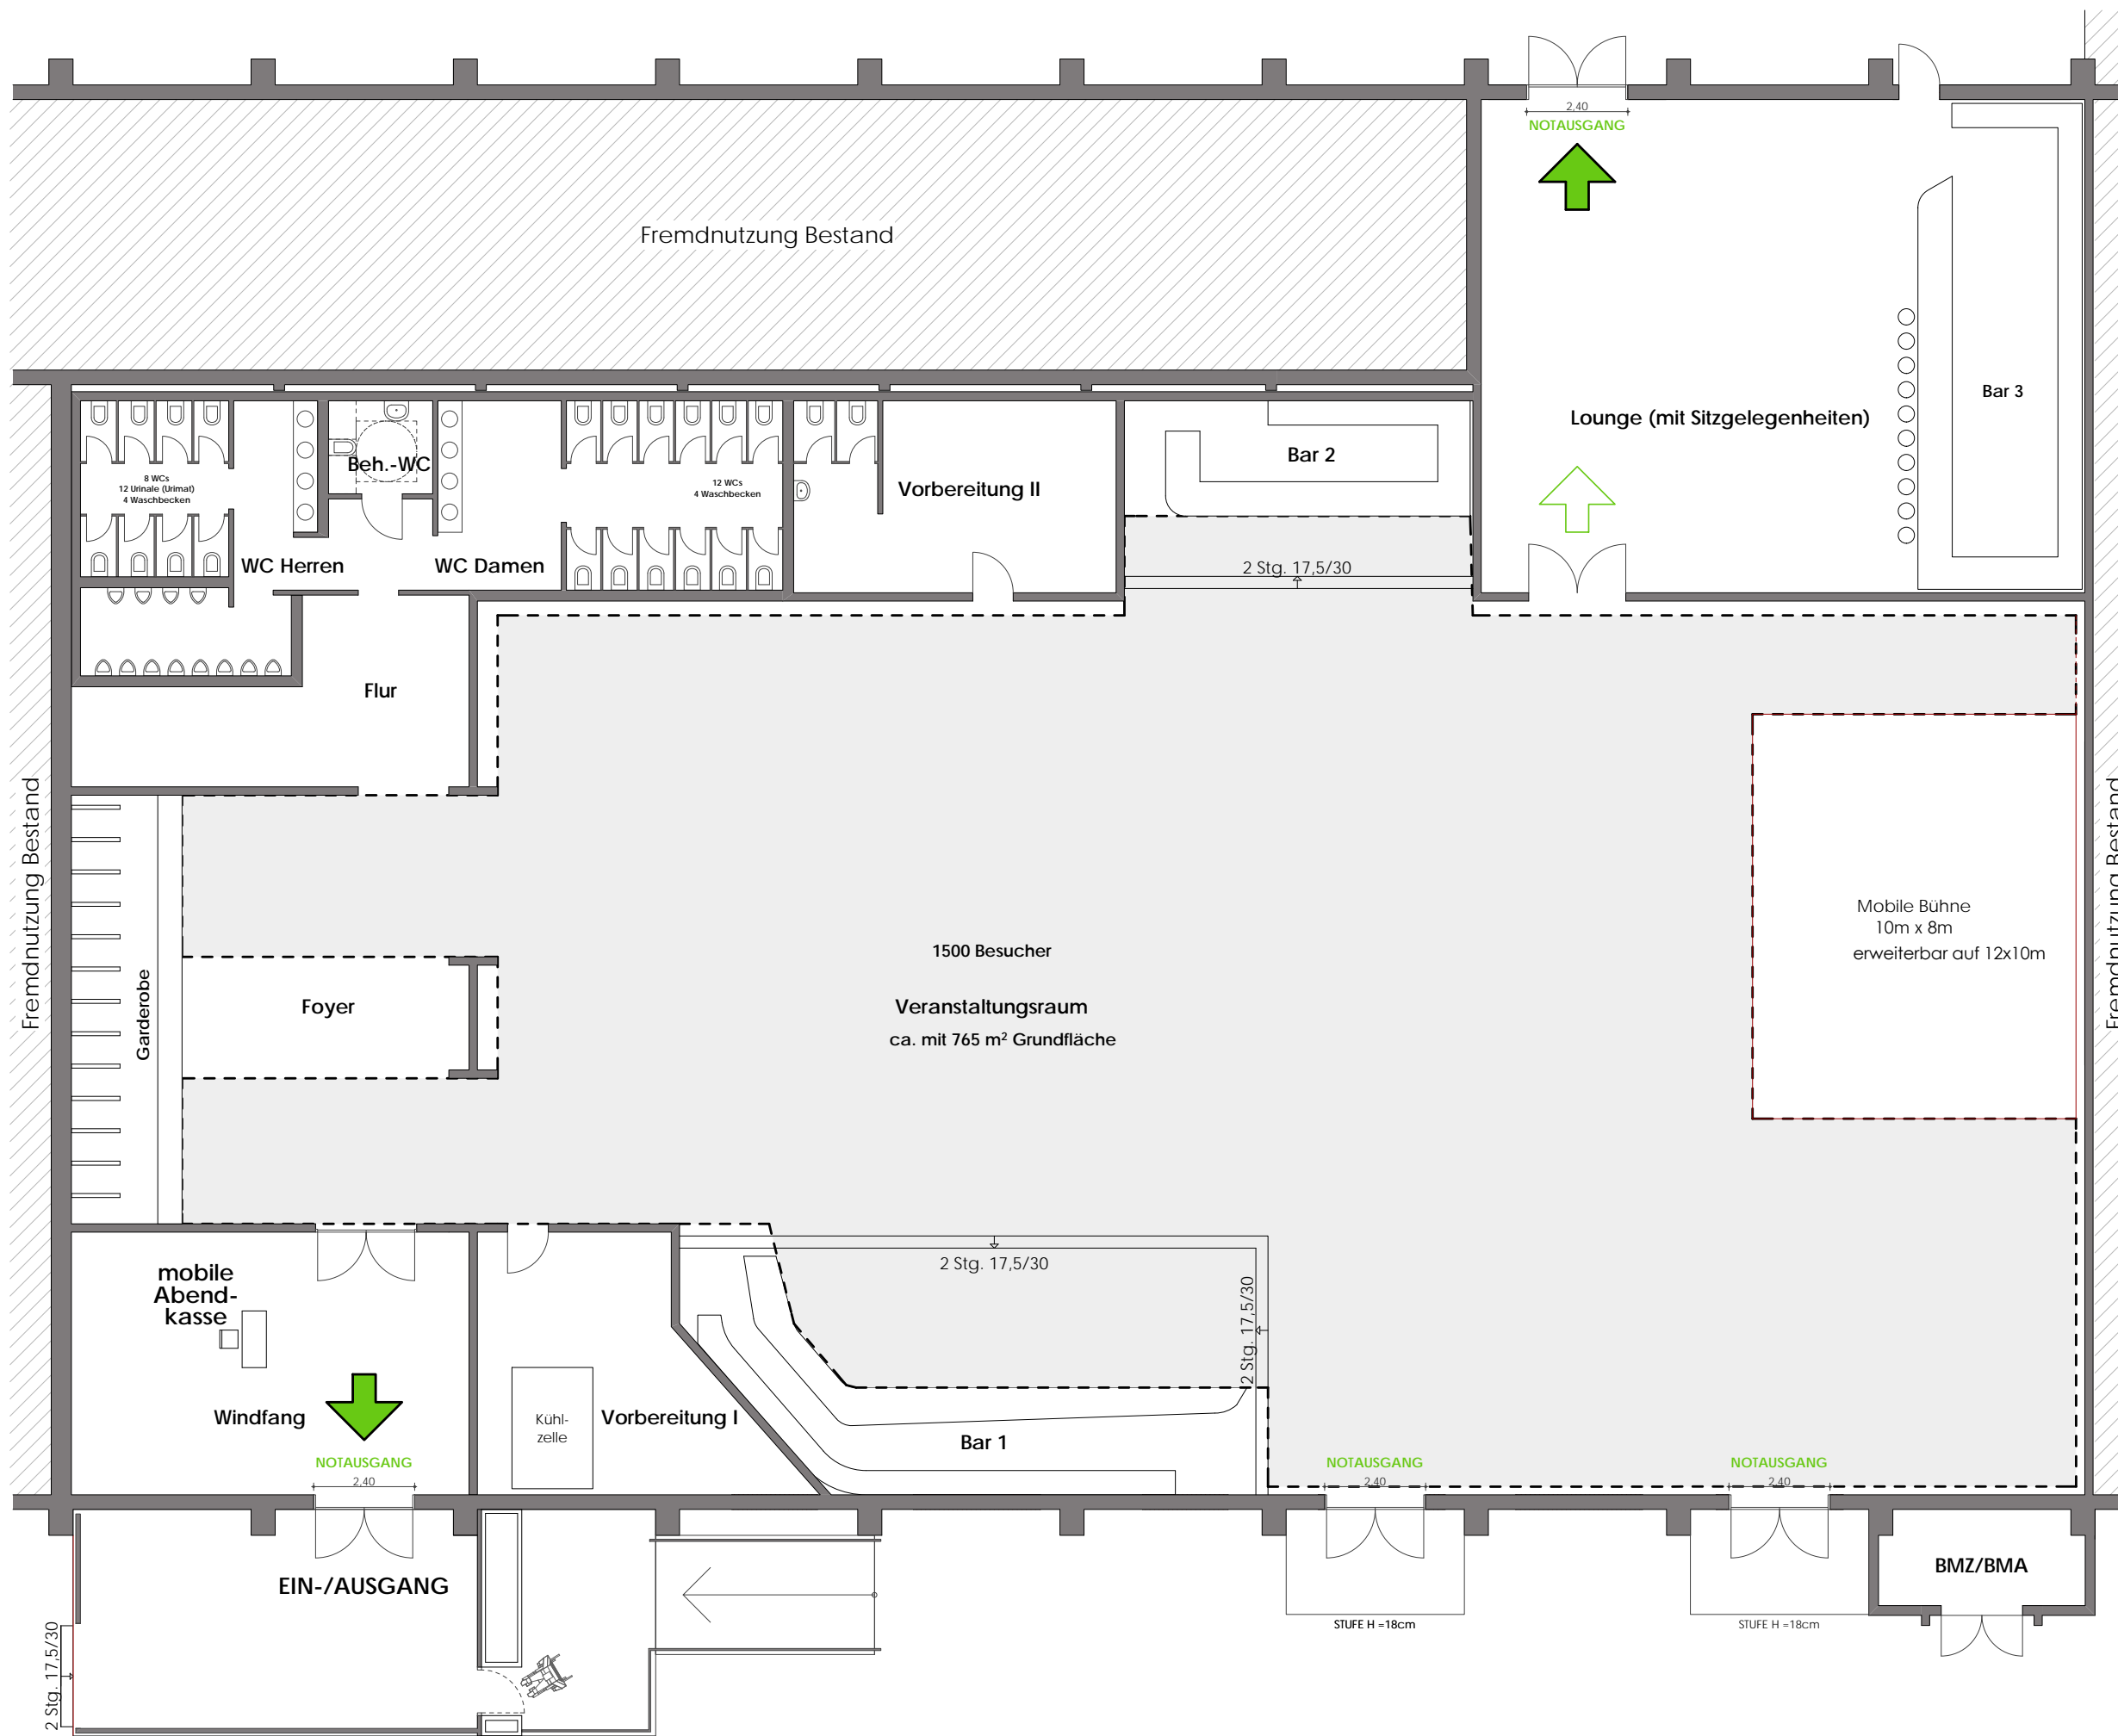 2,40
NOTAUSGANG
Fremdnutzung Bestand
Bar 3
Lounge (mit Sitzgelegenheiten)
Beh.-WC
Bar 2
8 WCs
12 Urinale (Urimat)
4 Waschbecken
12 WCs
4 Waschbecken
Vorbereitung II
WC Herren
WC Damen
2 Stg. 17,5/30
Flur
Fremdnutzung Bestand
Fremdnutzung Bestand
Mobile Bühne
10m x 8m
erweiterbar auf 12x10m
1500 Besucher
Garderobe
Foyer
Veranstaltungsraum
ca. mit 765 m² Grundfläche
2 Stg. 17,5/30
2 Stg. 17,5/30
mobile
Abend-
kasse
Windfang
Kühl-
zelle
Vorbereitung I
Bar 1
NOTAUSGANG
2,40
NOTAUSGANG
2,40
NOTAUSGANG
2,40
EIN-/AUSGANG
BMZ/BMA
STUFE H =18cm
STUFE H =18cm
2 Stg. 17,5/30